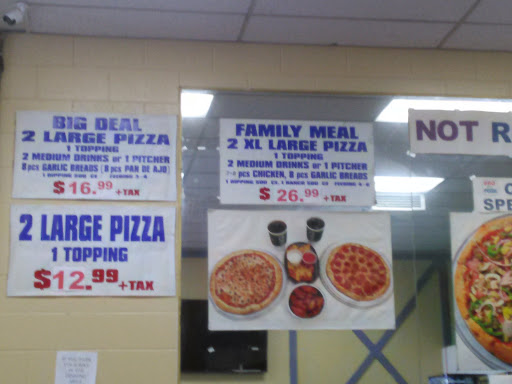 BIG DEAL
2 LARGE PIZZA
1 TOPPING
2 MEDIUM DRINKS or 1 PITCHER
8 pcs GARLIC BREADS (8 pcs PAN DE AJO)
$16.99 +TAX
2 LARGE PIZZA
1 TOPPING
$12.99 +TAX
FAMILY MEAL
2 XL LARGE PIZZA
1 TOPPING
2 MEDIUM DRINKS or 1 PITCHER
pcs CHICKEN, 8 GARLIC BREADS
$26.99 +TAX
NOT R
SPE